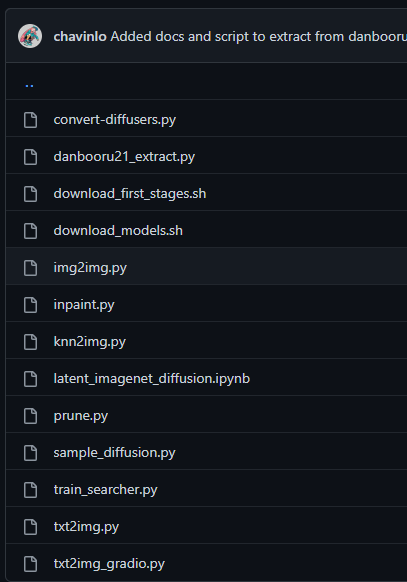 chavinlo Added docs and script to extract from danbooru
..
convert-diffusers.py
danbooru21_extract.py
download_first_stages.sh
download_models.sh
img2img.py
inpaint.py
knn2img.py
latent_imagenet_diffusion.ipynb
prune.py
sample_diffusion.py
train_searcher.py
txt2img.py
txt2img_gradio.py